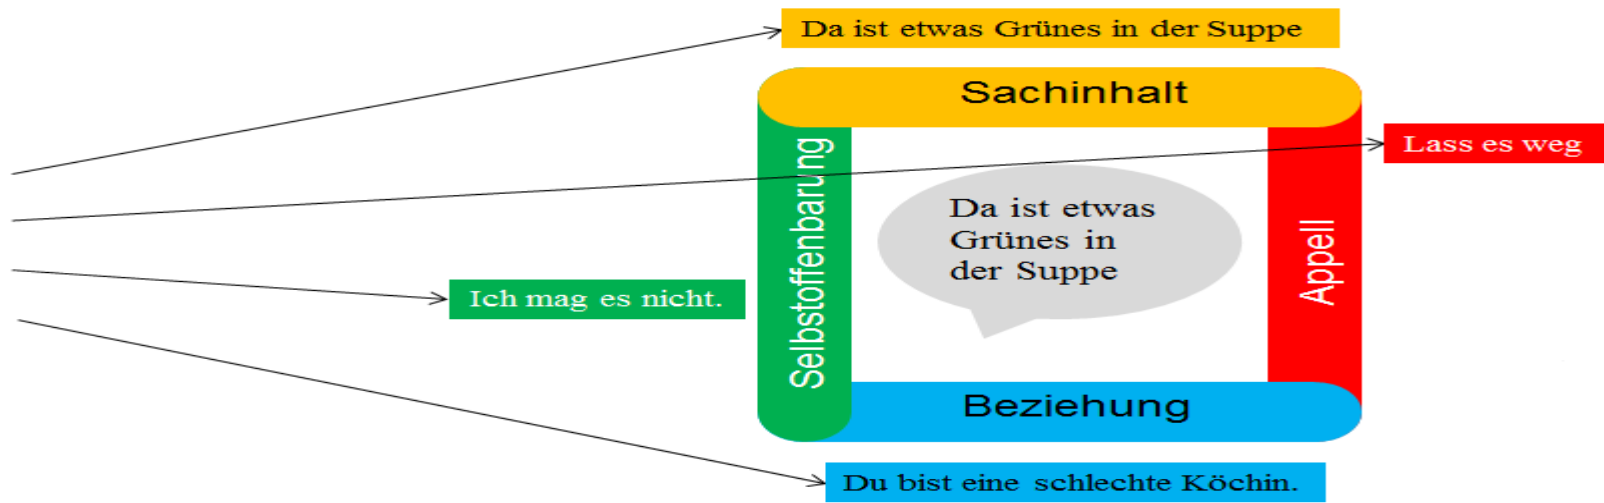 Da ist etwas Grünes in der Suppe
Sachinhalt
Lass es weg
Selbstoffenbarung
Da ist etwas
Grünes in
der Suppe
Appell
Ich mag es nicht.
Beziehung
Du bist eine schlechte Köchin.